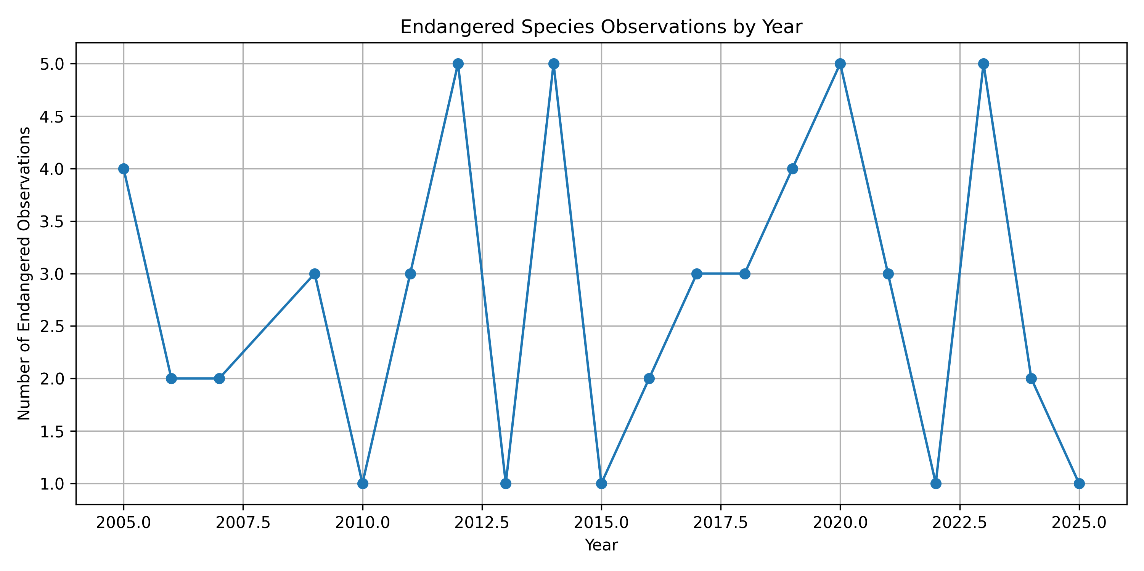 Endangered Species Observations by Year
Number of Endangered Observations
5.0
4.5
4.0
3.5
3.0
2.5
2.0
1.5
1.0
2005.0 2007.5 2010.0 2012.5 2015.0 2017.5 2020.0 2022.5 2025.0
Year